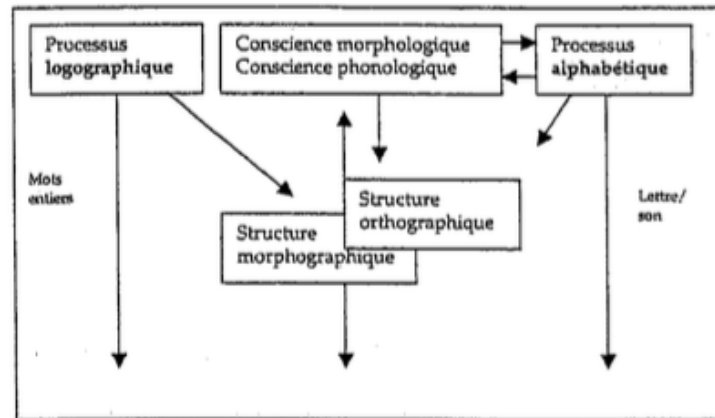 Processus
logographique
Conscience morphologique
Conscience phonologique
Processus
alphabétique
Mots
entiers
Structure
orthographique
Structure
morphographique
Lettre/
son